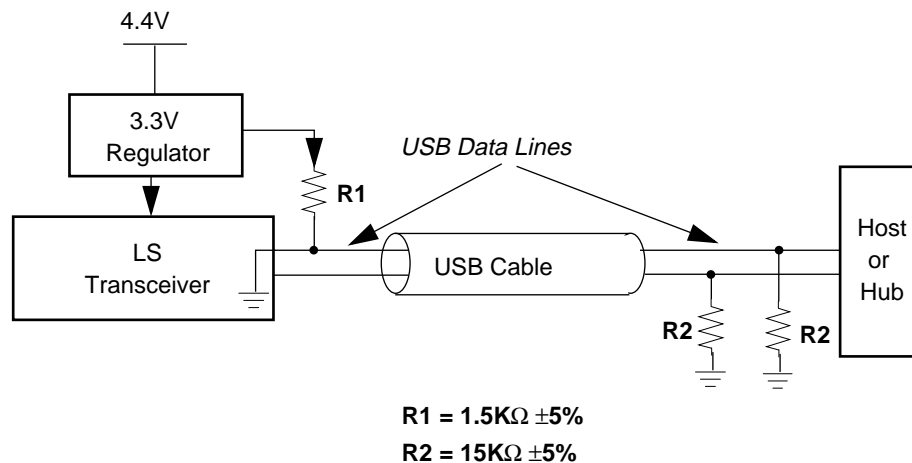 4.4V
3.3V
Regulator
USB Data Lines
R1
LS
Transceiver
USB Cable
Host
or
Hub
R2
R2
R1 = 1.5KΩ ±5%
R2 = 15KΩ ±5%